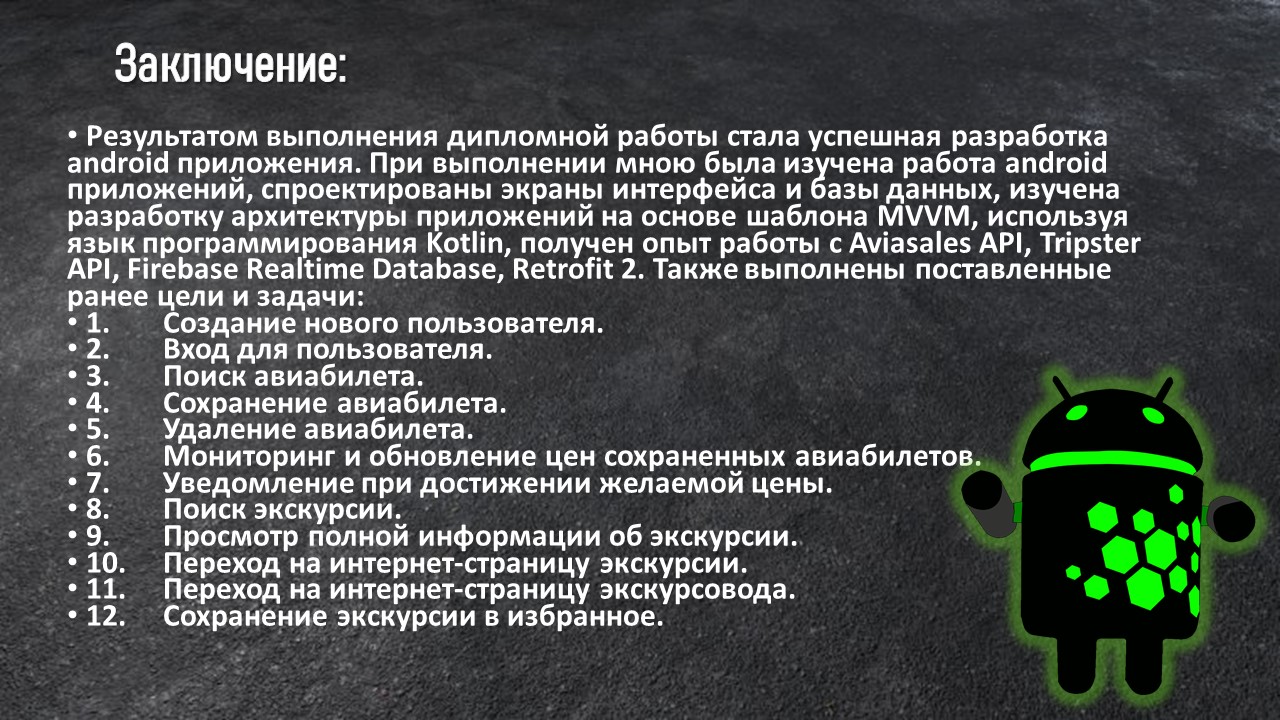 Заключение:
• Результатом выполнения дипломной работы стала успешная разработка
android приложения. При выполнении мною была изучена работа android
приложений, спроектированы экраны интерфейса и базы данных, изучена
разработку архитектуры приложений на основе шаблона MVVM, используя
язык программирования Kotlin, получен опыт работы с Aviasales API, Tripster
API, Firebase Realtime Database, Retrofit 2. Также выполнены поставленные
ранее цели и задачи:
• 1. Создание нового пользователя.
• 2. Вход для пользователя.
• 3. Поиск авиабилета.
• 4. Сохранение авиабилета.
• 5. Удаление авиабилета.
• 6. Мониторинг и обновление цен сохраненных авиабилетов.
• 7. Уведомление при достижении желаемой цены.
• 8. Поиск экскурсии.
• 9. Просмотр полной информации об экскурсии.
• 10. Переход на интернет-страницу экскурсии.
• 11. Переход на интернет-страницу экскурсовода.
• 12. Сохранение экскурсии в избранное.